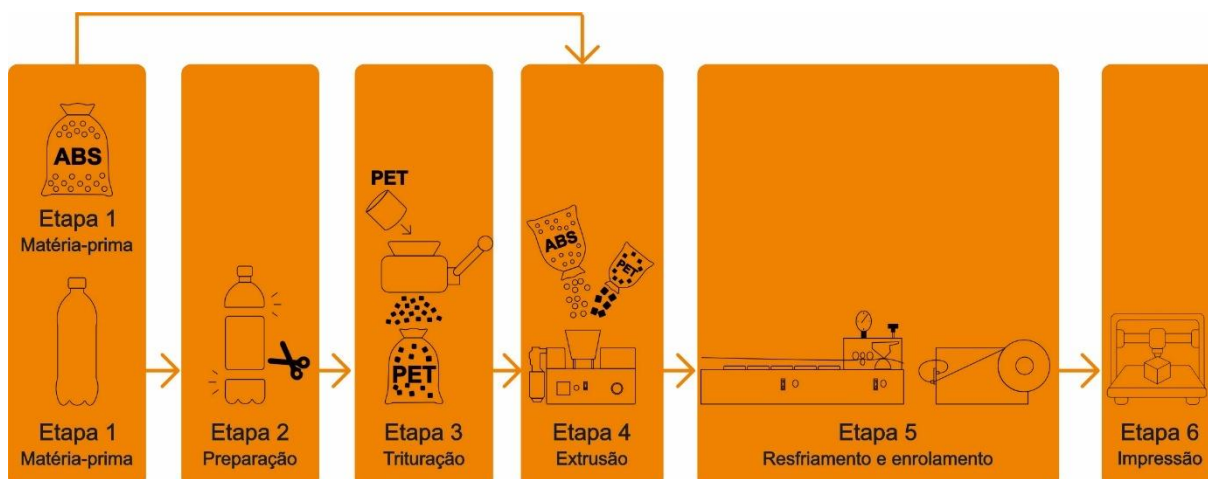 ABS
Etapa 1
Matéria-prima
Etapa 1
Matéria-prima
Etapa 2
Preparação
PET
PET
Etapa 3
Trituração
ABS
PET
Etapa 4
Extrusão
Etapa 5
Resfriamento e enrolamento
Etapa 6
Impressão